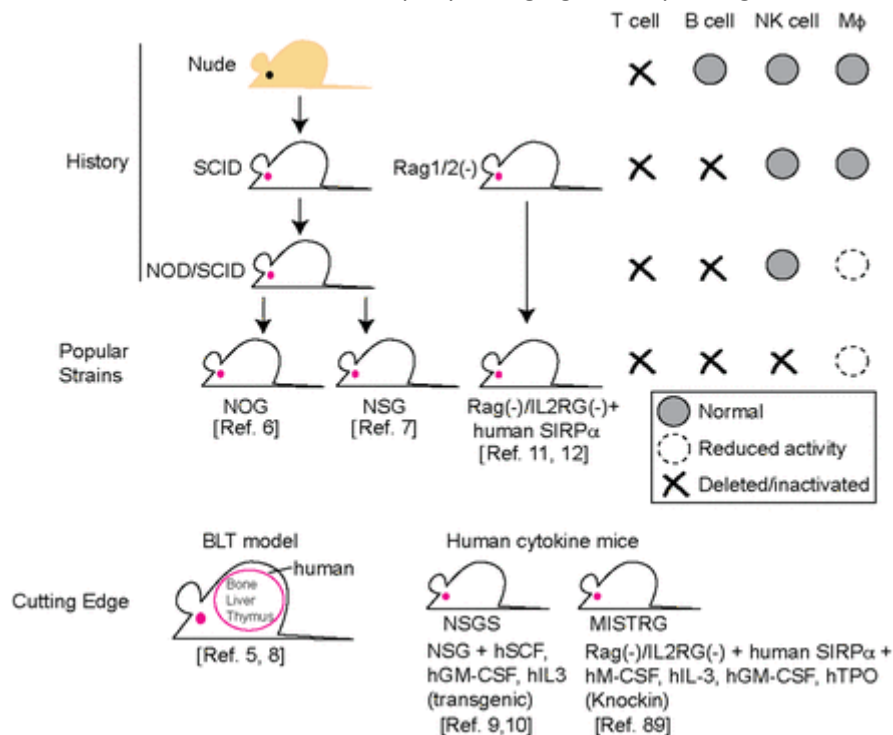 T cell B cell NK cell Mϕ
Nude
History
SCID
Rag1/2(-)
NOD/SCID
Popular
Strains
NOG
[Ref. 6]
NSG
[Ref. 7]
Rag(-)/IL2RG(-)+
human SIRPα
[Ref. 11, 12]
Normal
Reduced activity
Deleted/inactivated
Cutting Edge
BLT model
human
Bone
Liver
Thymus
[Ref. 5, 8]
Human cytokine mice
NSGS
NSG + hSCF,
hGM-CSF, hIL3
(transgenic)
[Ref. 9,10]
MISTRG
Rag(-)/IL2RG(-) + human SIRPα +
hM-CSF, hIL-3, hGM-CSF, hTPO
(Knockin)
[Ref. 89]